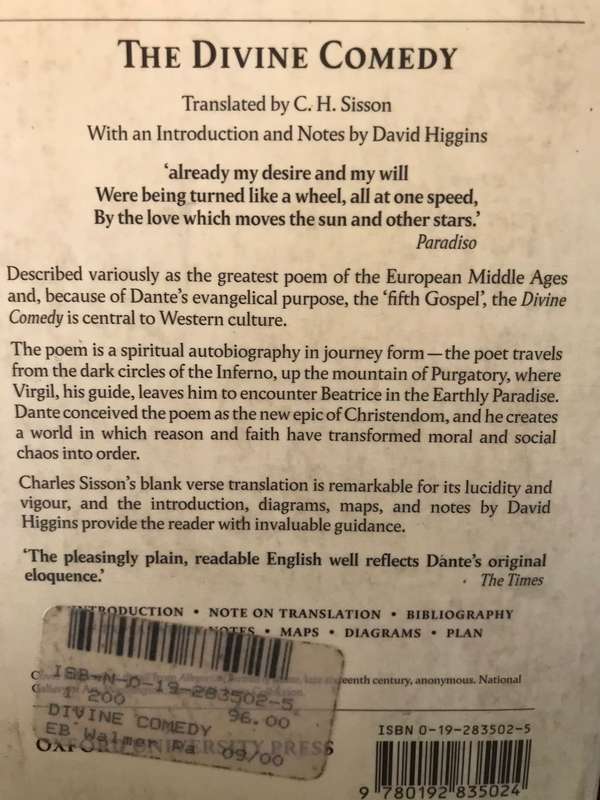 THE DIVINE COMEDY
Translated by C. H. Sisson
With an Introduction and Notes by David Higgins
‘already my desire and my will
Were being turned like a wheel, all at one speed,
By the love which moves the sun and other stars.’
Paradiso
Described variously as the greatest poem of the European Middle Ages
and, because of Dante’s evangelical purpose, the ‘fifth Gospel’, the Divine
Comedy is central to Western culture.
The poem is a spiritual autobiography in journey form—the poet travels
from the dark circles of the Inferno, up the mountain of Purgatory, where
Virgil, his guide, leaves him to encounter Beatrice in the Earthly Paradise.
Dante conceived the poem as the new epic of Christendom, and he creates
a world in which reason and faith have transformed moral and social
chaos into order.
Charles Sisson’s blank verse translation is remarkable for its lucidity and
vigour, and the introduction, diagrams, maps, and notes by David
Higgins provide the reader with invaluable guidance.
‘The pleasingly plain, readable English well reflects Dante’s original
eloquence.’
The Times
INTRODUCTION • NOTE ON TRANSLATION • BIBLIOGRAPHY
NOTES • MAPS • DIAGRAMS • PLAN
century, anonymous. National
ISB-N-0-19-283502-5
1 200 96.00
DIVINE COMEDY
EB Walmer Pa 09/00
OXFORD UNIVERSITY PRESS
ISBN 0-19-283502-5
9 780192 835024